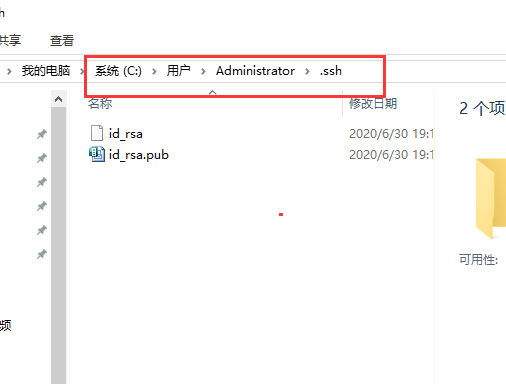 h
共享 查看
我的电脑 系统 (C:) 用户 Administrator .ssh
名称 修改日期
2 个项
id_rsa 2020/6/30 19:1
id_rsa.pub 2020/6/30 19:1
可用性:
频